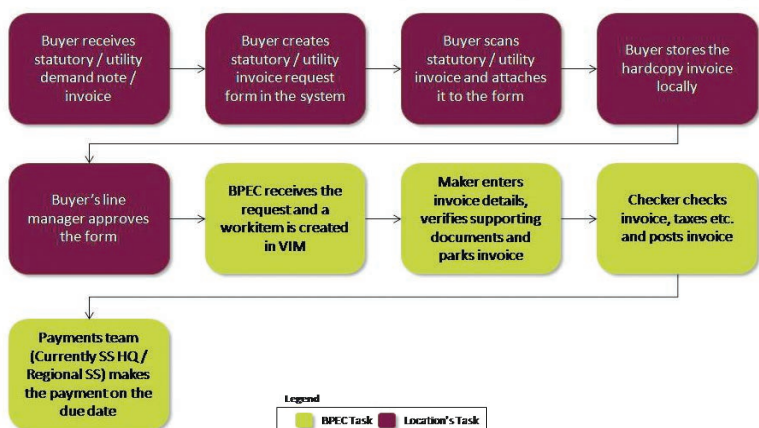 Buyer receives
statutory / utility
demand note /
invoice
Buyer creates
statutory / utility
invoice request
form in the system
Buyer scans
statutory / utility
invoice and attaches
it to the form
Buyer stores the
hardcopy invoice
locally
Buyer's line
manager approves
the form
BPEC receives the
request and a
workitem is created
in VIM
Maker enters
invoice details,
verifies supporting
documents and
parks invoice
Checker checks
invoice, taxes etc.
and posts invoice
Payments team
(Currently SS HQ /
Regional SS) makes
the payment on the
due date
Legend
BPEC Task
Location's Task